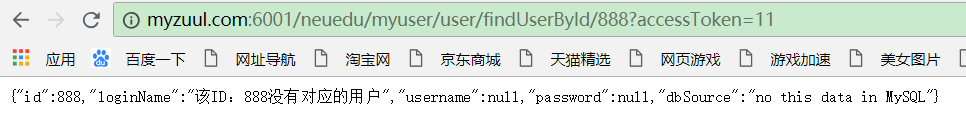 myzuul.com:6001/neuedu/myuser/user/findUserById/888?accessToken=11
应用 百度一下 网址导航 淘宝网 京东商城 天猫精选 网页游戏 游戏加速 美女图片
{"id":888,"loginName":"该ID：888没有对应的用户","username":null,"password":null,"dbSource":"no this data in MySQL"}